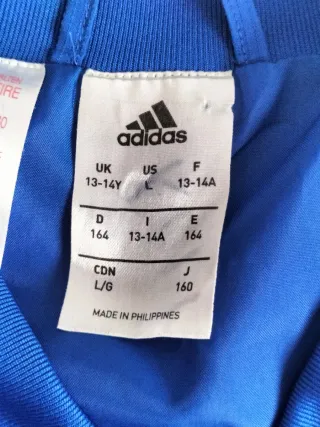 adidas
UK US F
13-14Y L 13-14A
D I E
164 13-14A 164
CDN J
L/G 160
MADE IN PHILIPPINES